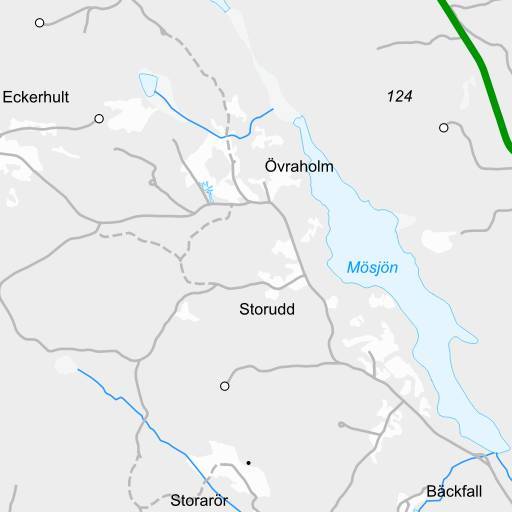 Eckerhult
124
Övraholm
Mösjön
Storudd
Bäckfall
Storarör